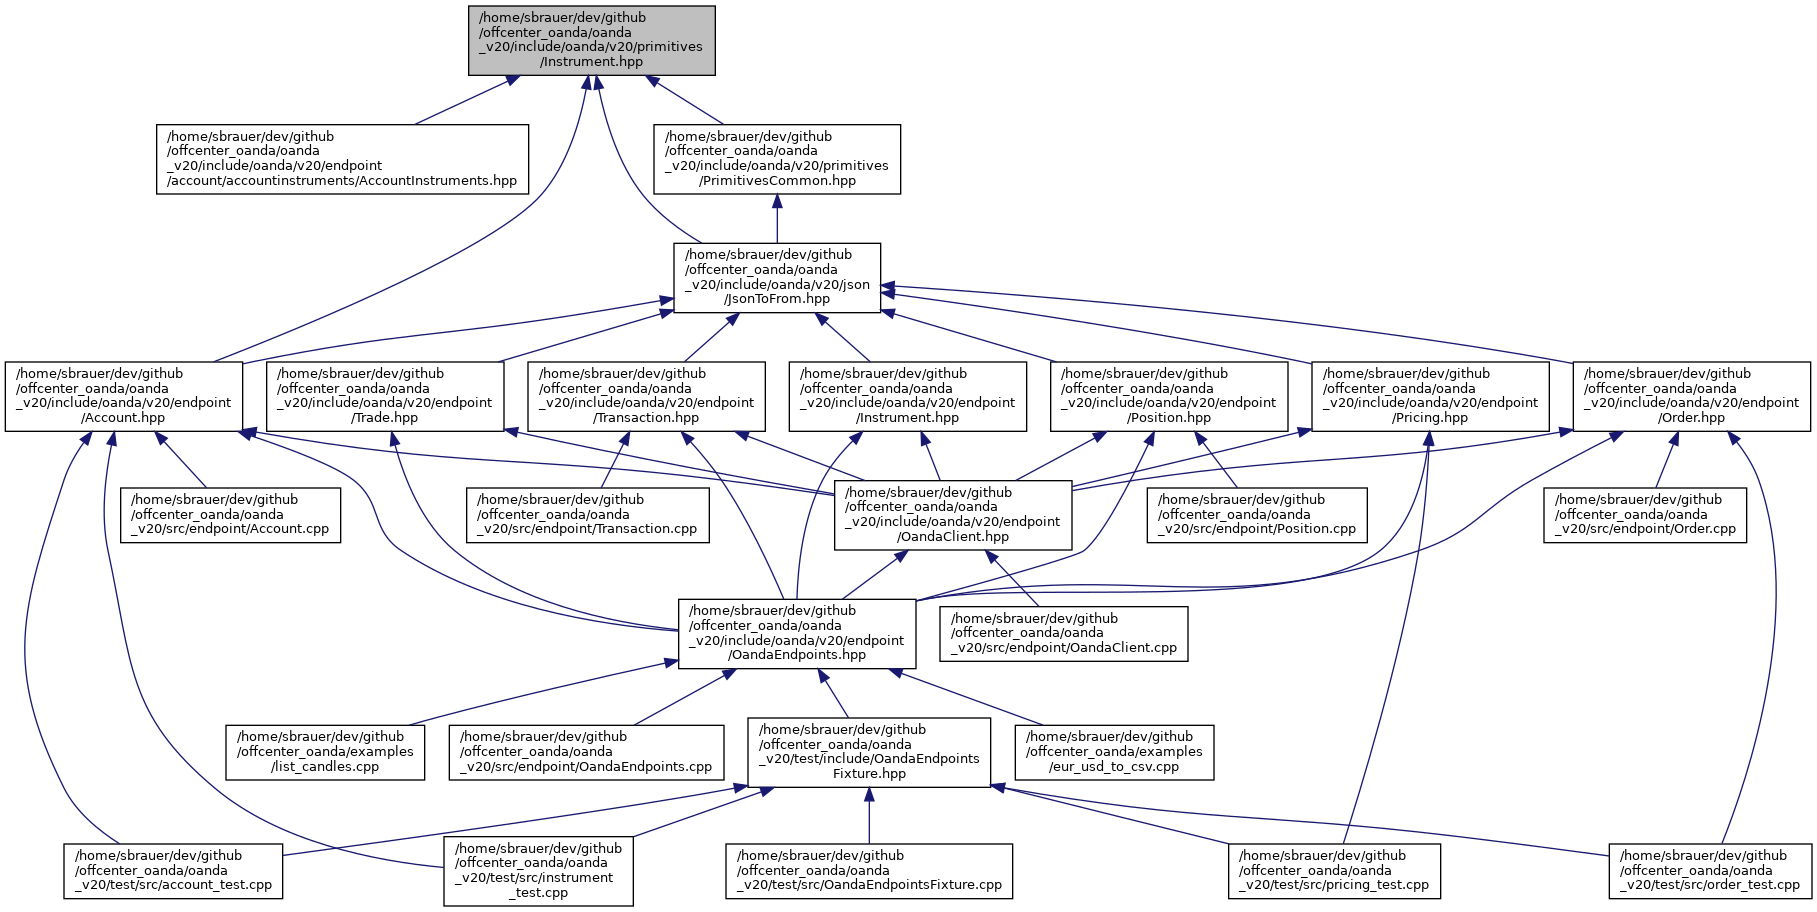 /home/sbrauer/dev/github
/offcenter_oanda/oanda
_v20/include/oanda/v20/primitives
/Instrument.hpp
/home/sbrauer/dev/github
/offcenter_oanda/oanda
_v20/include/oanda/v20/endpoint
/account/accountinstruments/AccountInstruments.hpp
/home/sbrauer/dev/github
/offcenter_oanda/oanda
_v20/include/oanda/v20/primitives
/PrimitivesCommon.hpp
/home/sbrauer/dev/github
/offcenter_oanda/oanda
_v20/include/oanda/v20/json
/JsonToFrom.hpp
/home/sbrauer/dev/github
/offcenter_oanda/oanda
_v20/include/oanda/v20/endpoint
/Account.hpp
/home/sbrauer/dev/github
/offcenter_oanda/oanda
_v20/include/oanda/v20/endpoint
/Trade.hpp
/home/sbrauer/dev/github
/offcenter_oanda/oanda
_v20/include/oanda/v20/endpoint
/Transaction.hpp
/home/sbrauer/dev/github
/offcenter_oanda/oanda
_v20/include/oanda/v20/endpoint
/Instrument.hpp
/home/sbrauer/dev/github
/offcenter_oanda/oanda
_v20/include/oanda/v20/endpoint
/Position.hpp
/home/sbrauer/dev/github
/offcenter_oanda/oanda
_v20/include/oanda/v20/endpoint
/Pricing.hpp
/home/sbrauer/dev/github
/offcenter_oanda/oanda
_v20/include/oanda/v20/endpoint
/Order.hpp
/home/sbrauer/dev/github
/offcenter_oanda/oanda
_v20/src/endpoint/Account.cpp
/home/sbrauer/dev/github
/offcenter_oanda/oanda
_v20/src/endpoint/Transaction.cpp
/home/sbrauer/dev/github
/offcenter_oanda/oanda
_v20/include/oanda/v20/endpoint
/OandaClient.hpp
/home/sbrauer/dev/github
/offcenter_oanda/oanda
_v20/src/endpoint/Position.cpp
/home/sbrauer/dev/github
/offcenter_oanda/oanda
_v20/src/endpoint/Order.cpp
/home/sbrauer/dev/github
/offcenter_oanda/oanda
_v20/include/oanda/v20/endpoint
/OandaEndpoints.hpp
/home/sbrauer/dev/github
/offcenter_oanda/oanda
_v20/src/endpoint/OandaClient.cpp
/home/sbrauer/dev/github
/offcenter_oanda/examples
/list_candles.cpp
/home/sbrauer/dev/github
/offcenter_oanda/oanda
_v20/src/endpoint/OandaEndpoints.cpp
/home/sbrauer/dev/github
/offcenter_oanda/oanda
_v20/test/include/OandaEndpoints
Fixture.hpp
/home/sbrauer/dev/github
/offcenter_oanda/examples
/eur_usd_to_csv.cpp
/home/sbrauer/dev/github
/offcenter_oanda/oanda
_v20/test/src/account_test.cpp
/home/sbrauer/dev/github
/offcenter_oanda/oanda
_v20/test/src/instrument
_test.cpp
/home/sbrauer/dev/github
/offcenter_oanda/oanda
_v20/test/src/OandaEndpointsFixture.cpp
/home/sbrauer/dev/github
/offcenter_oanda/oanda
_v20/test/src/pricing_test.cpp
/home/sbrauer/dev/github
/offcenter_oanda/oanda
_v20/test/src/order_test.cpp